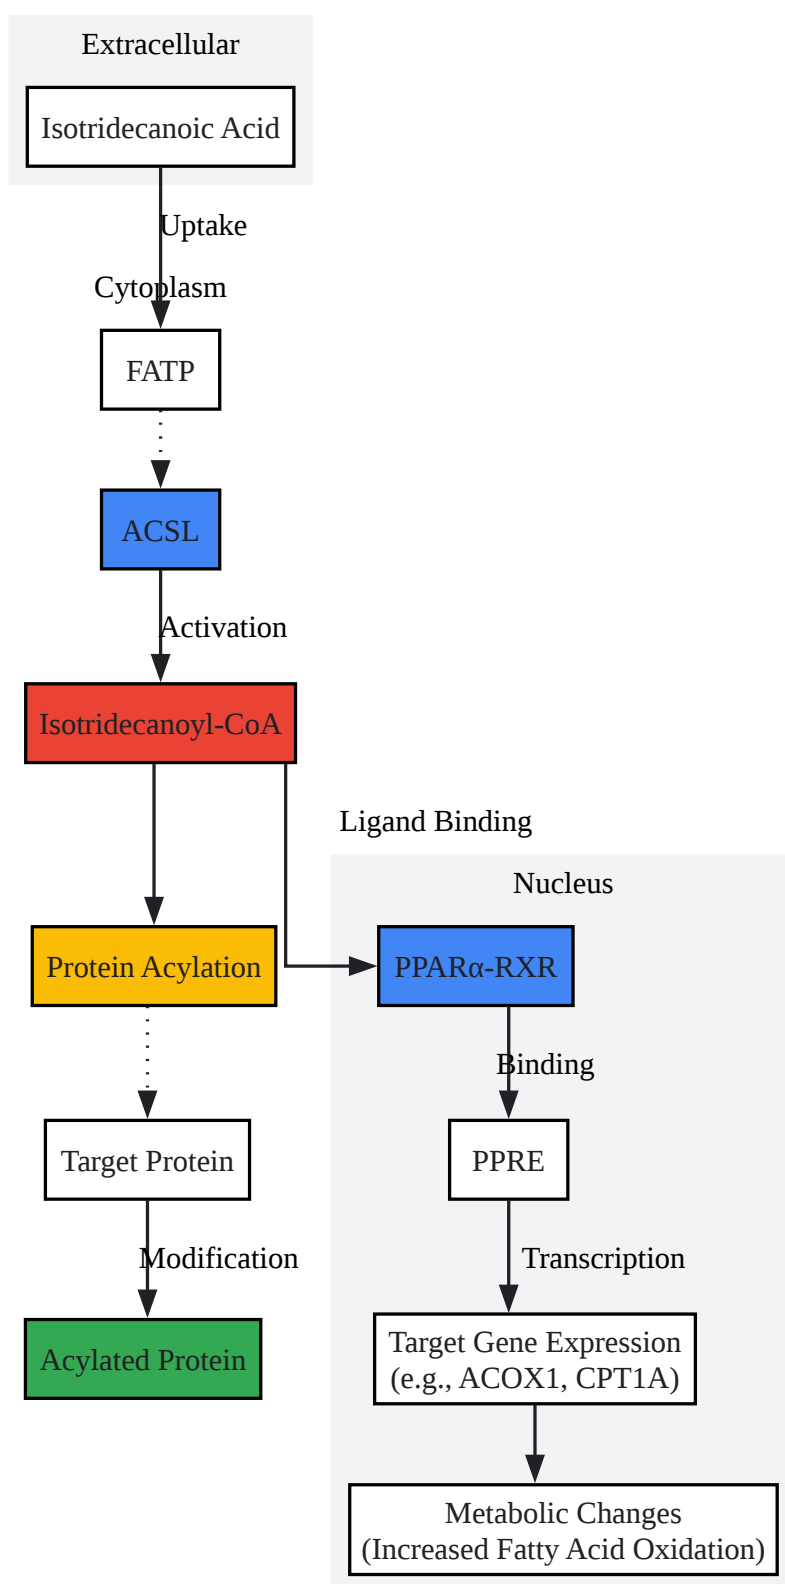 Extracellular
Isotridecanoic Acid
Uptake
Cytoplasm
FATP
ACSL
Activation
Isotridecanoyl-CoA
Ligand Binding
Nucleus
Protein Acylation
PPARα-RXR
Binding
Target Protein
PPRE
Modification
Transcription
Acylated Protein
Target Gene Expression
(e.g., ACOX1, CPT1A)
Metabolic Changes
(Increased Fatty Acid Oxidation)